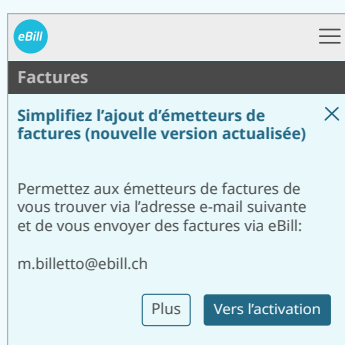 eBill
Factures
Simplifiez l'ajout d'émetteurs de
factures (nouvelle version actualisée)
Permettez aux émetteurs de factures de
vous trouver via l'adresse e-mail suivante
et de vous envoyer des factures via eBill:
m.billetto@ebill.ch
Plus
Vers l'activation